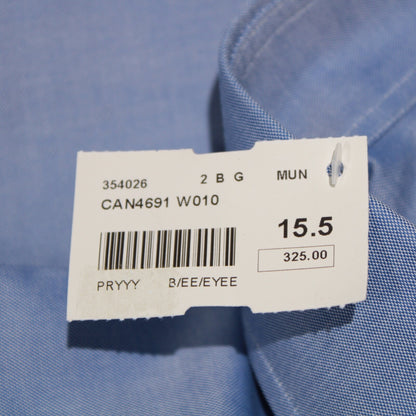 354026 2 B G MUN
CAN4691 W010
15.5
325.00
PRYYY B/EE/EYEE